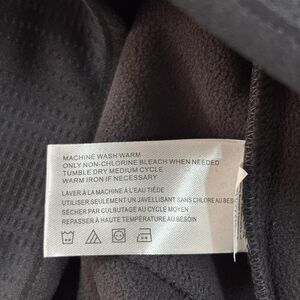 MACHINE WASH WARM
ONLY NON-CHLORINE BLEACH WHEN NEEDED
TUMBLE DRY MEDIUM CYCLE
WARM IRON IF NECESSARY
LAVER À LA MACHINE À L'EAU TIÈDE
UTILISER SEULEMENT UN JAVELLISANT SANS CHLORE AU BES
SÉCHER PAR CULBUTAGE AU CYCLE MOYEN
REPASSER À HAUTE TEMPÉRATURE AU BESOIN